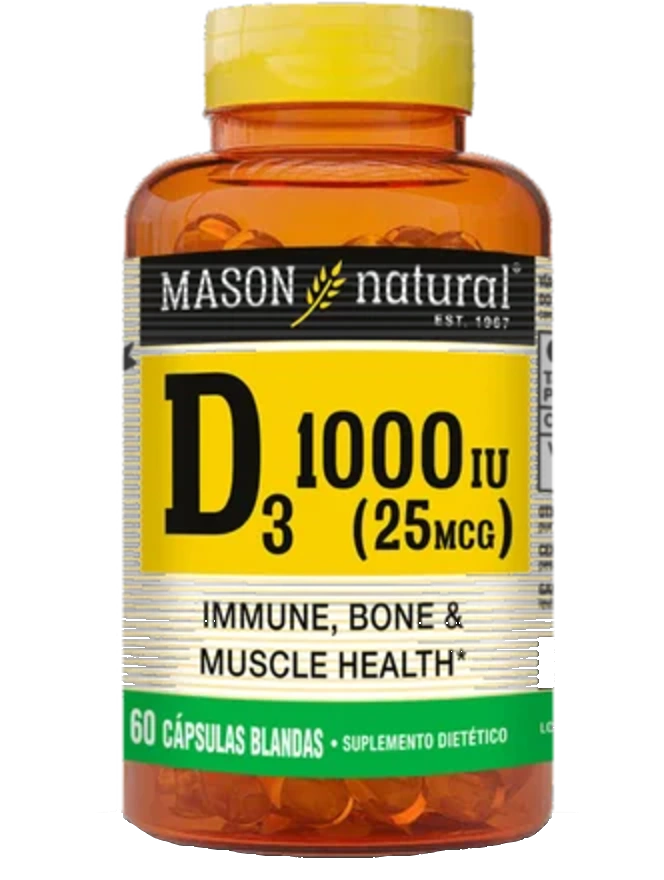 MASON natural®
EST. 1967
D3 1000 IU
(25MCG)
IMMUNE, BONE &
MUSCLE HEALTH*
60 CÁPSULAS BLANDAS • SUPLEMENTO DIETÉTICO